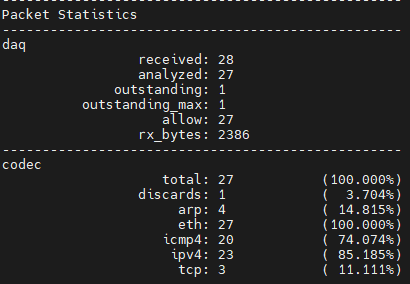 --------------------------------------------------
Packet Statistics
--------------------------------------------------
daq
received: 28
analyzed: 27
outstanding: 1
outstanding_max: 1
allow: 27
rx_bytes: 2386
--------------------------------------------------
codec
total: 27 (100.000%)
discards: 1 ( 3.704%)
arp: 4 ( 14.815%)
eth: 27 (100.000%)
icmp4: 20 ( 74.074%)
ipv4: 23 ( 85.185%)
tcp: 3 ( 11.111%)